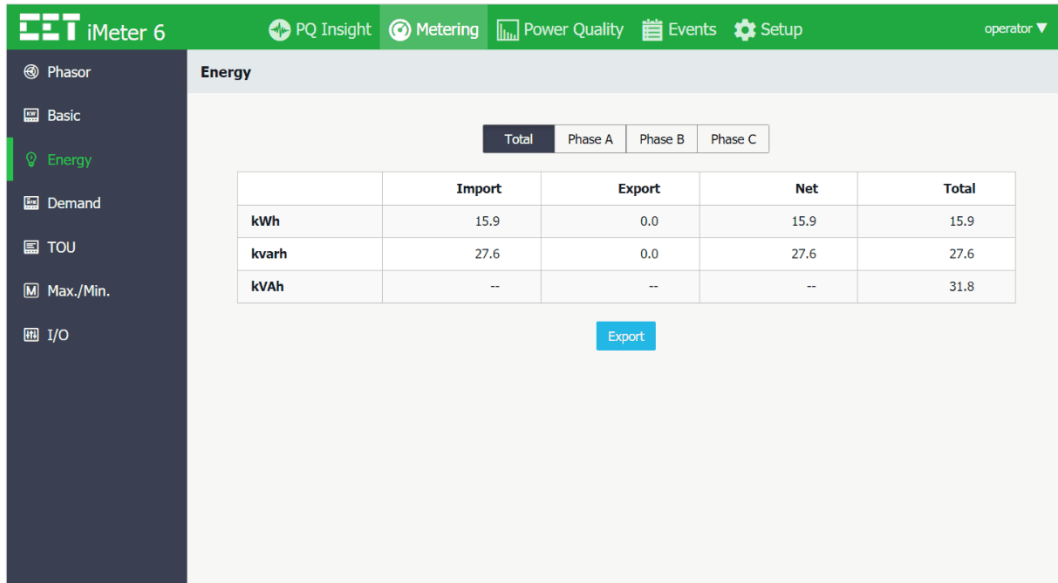 CET iMeter 6 PQ Insight Metering Power Quality Events Setup operator ▼
Phasor
Basic
Energy
Demand
TOU
M Max./Min.
I/O
Energy
Total Phase A Phase B Phase C
Import Export Net Total
kWh 15.9 0.0 15.9 15.9
kvarh 27.6 0.0 27.6 27.6
kVAh -- -- -- 31.8
Export